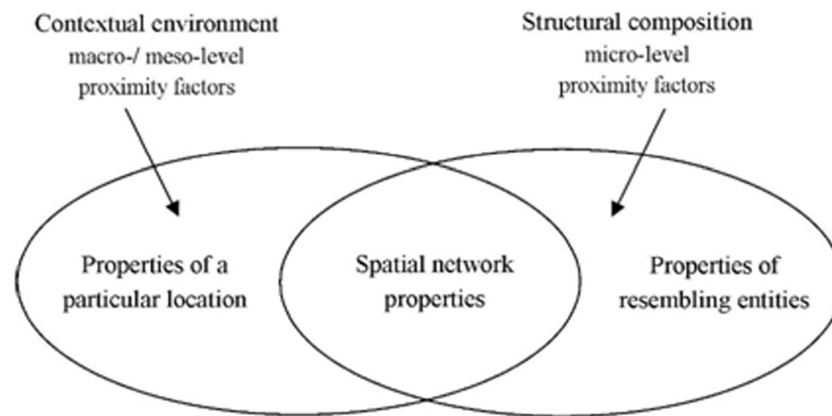 Contextual environment
macro-/ meso-level
proximity factors
Structural composition
micro-level
proximity factors
Properties of a
particular location
Spatial network
properties
Properties of
resembling entities